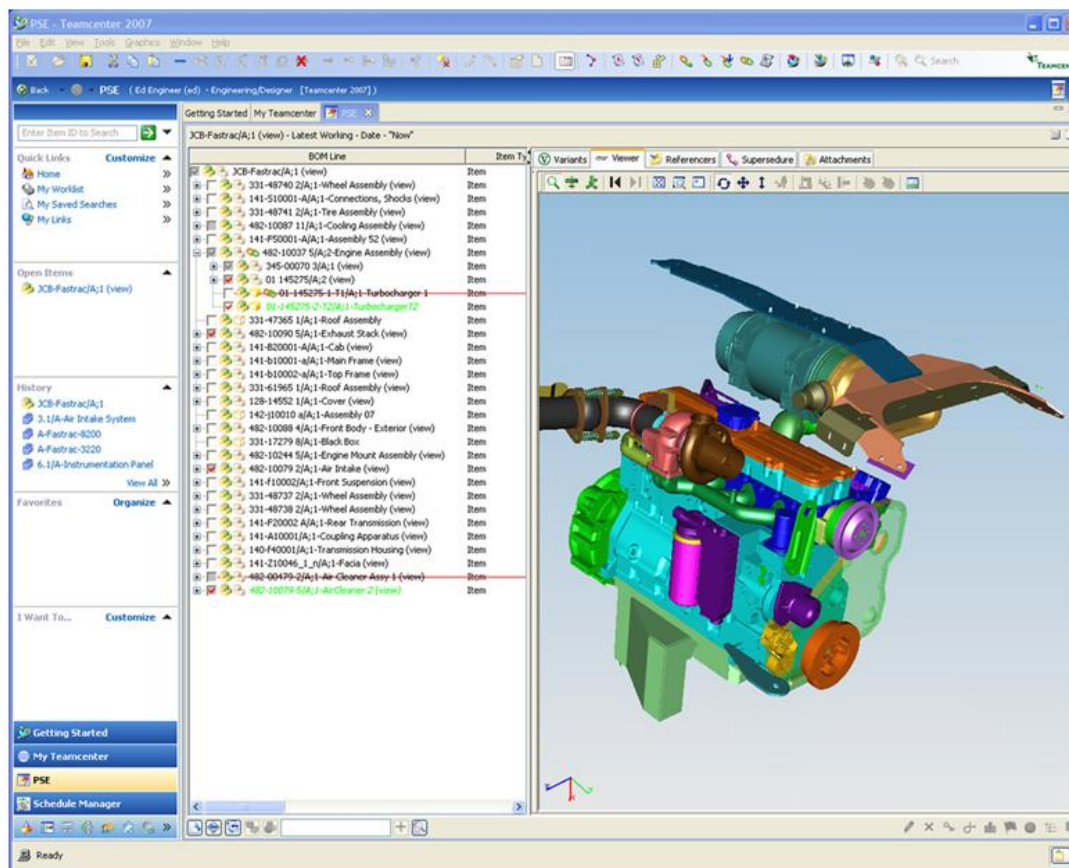 PSE - Teamcenter 2007
File Edit View Tools Graphics Window Help
Search
Back PSE ( Ed Engineer (ed) - Engineering/Designer [Teamcenter 2007] )
Getting Started My Teamcenter PSE
Enter Item ID to Search
JCB-Fastrac/A;1 (view) - Latest Working - Date - "Now"
Quick Links Customize
Home
My Worklist
My Saved Searches
My Links
Open Items
JCB-Fastrac/A;1 (view)
History
JCB-Fastrac/A;1
3.1/A-Air Intake System
A-Fastrac-8200
A-Fastrac-3220
6.1/A-Instrumentation Panel
View All
Favorites Organize
I Want To... Customize
Getting Started
My Teamcenter
PSE
Schedule Manager
BOM Line Item Ty
JCB-Fastrac/A;1 (view) Item
331-48740 2/A;1-Wheel Assembly (view) Item
141-S10001-A/A;1-Connections, Shocks (view) Item
331-48741 2/A;1-Tire Assembly (view) Item
482-10087 11/A;1-Cooling Assembly (view) Item
141-F50001-A/A;1-Assembly 52 (view) Item
482-10037 5/A;2-Engine Assembly (view) Item
345-00070 3/A;1 (view) Item
01 145275/A;2 (view) Item
01-145275-1-T1/A;1-Turbocharger 1 Item
01-145275-2-T2/A;1-TurbochargerT2 Item
331-47365 1/A;1-Roof Assembly Item
482-10090 5/A;1-Exhaust Stack (view) Item
141-B20001-A/A;1-Cab (view) Item
141-b10001-a/A;1-Main Frame (view) Item
141-b10002-a/A;1-Top Frame (view) Item
331-61965 1/A;1-Roof Assembly (view) Item
128-14552 1/A;1-Cover (view) Item
142-j10010 a/A;1-Assembly 07 Item
482-10088 4/A;1-Front Body - Exterior (view) Item
331-17279 8/A;1-Black Box Item
482-10244 5/A;1-Engine Mount Assembly (view) Item
482-10079 2/A;1-Air Intake (view) Item
141-f10002/A;1-Front Suspension (view) Item
331-48737 2/A;1-Wheel Assembly (view) Item
331-48738 2/A;1-Wheel Assembly (view) Item
141-F20002 A/A;1-Rear Transmission (view) Item
141-A10001/A;1-Coupling Apparatus (view) Item
140-F40001/A;1-Transmission Housing (view) Item
141-Z10046_1_n/A;1-Facia (view) Item
482-00479-2/A;1-Air Cleaner Assy 1 (view) Item
482-10079-5/A;1-AirCleaner 2 (view) Item
Variants Viewer Referencers Supersedure Attachments
Ready